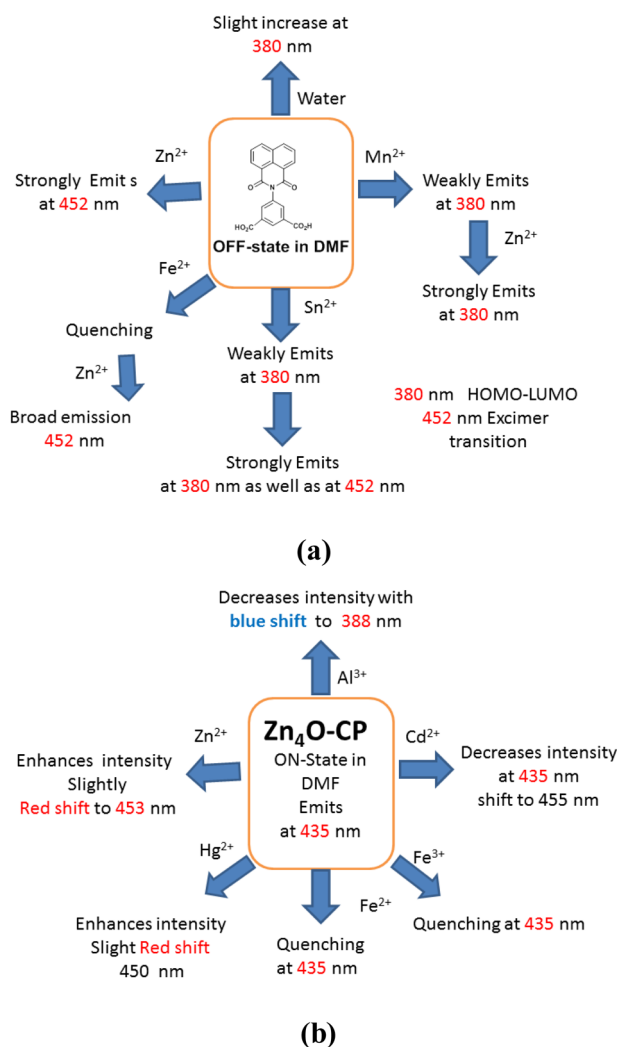 Slight increase at
380 nm
Water
Zn2+
Mn2+
Strongly Emit s
at 452 nm
O
N
O
HO2C
CO2H
OFF-state in DMF
Weakly Emits
at 380 nm
Zn2+
Strongly Emits
at 380 nm
Fe2+
Sn2+
Quenching
Zn2+
Broad emission
452 nm
Weakly Emits
at 380 nm
380 nm HOMO-LUMO
452 nm Excimer
transition
Strongly Emits
at 380 nm as well as at 452 nm
(a)
Decreases intensity with
blue shift to 388 nm
Al3+
Zn2+
Cd2+
Zn4O-CP
ON-State in
DMF
Emits
at 435 nm
Enhances intensity
Slightly
Red shift to 453 nm
Decreases intensity
at 435 nm
shift to 455 nm
Hg2+
Fe2+
Fe3+
Enhances intensity
Slight Red shift
450 nm
Quenching
at 435 nm
Quenching at 435 nm
(b)